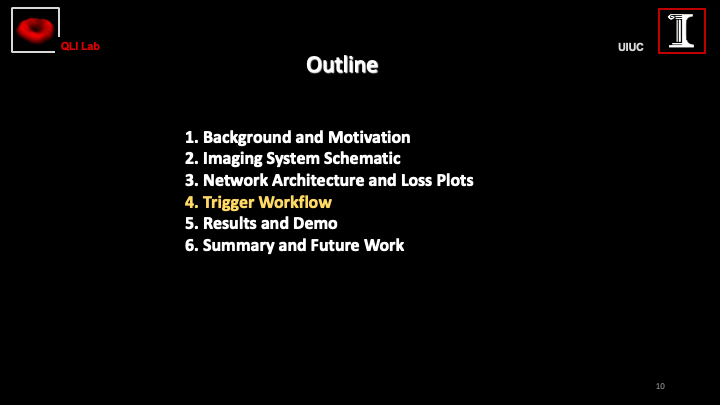 QLI Lab
UIUC
Outline
1. Background and Motivation
2. Imaging System Schematic
3. Network Architecture and Loss Plots
4. Trigger Workflow
5. Results and Demo
6. Summary and Future Work
10